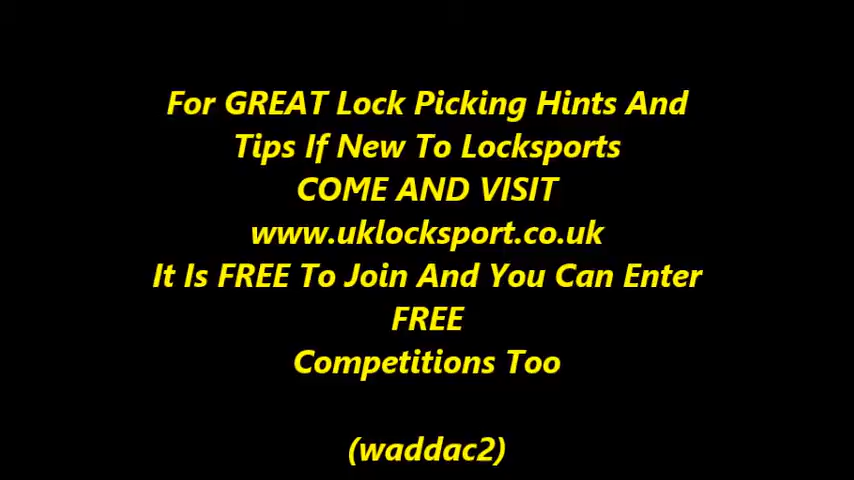 For GREAT Lock Picking Hints And
Tips If New To Locksports
COME AND VISIT
www.uklocksport.co.uk
It Is FREE To Join And You Can Enter
FREE
Competitions Too
(waddac2)